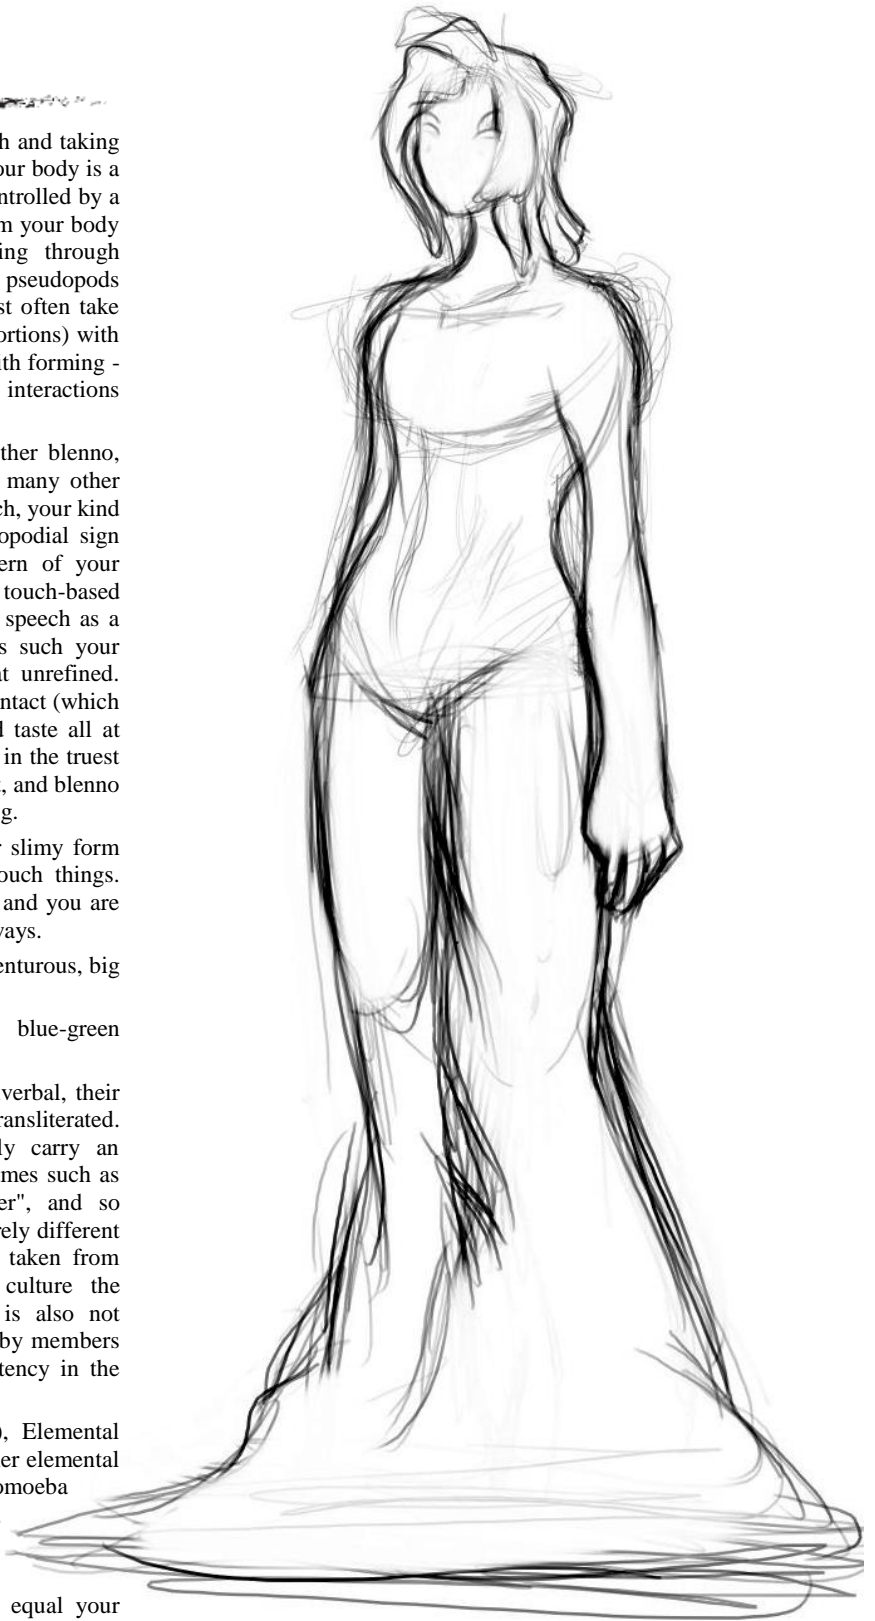 h and taking
our body is a
ntrolled by a
m your body
ing through
pseudopods
st often take
ortions) with
ith forming -
interactions
ther blenno,
many other
ch, your kind
opodial sign
ern of your
touch-based
speech as a
s such your
at unrefined.
ntact (which
d taste all at
in the truest
t, and blenno
g.
r slimy form
ouch things.
and you are
ways.
enturous, big
blue-green
verbal, their
ransliterated.
ly carry an
mes such as
er", and so
rely different
taken from
culture the
is also not
by members
tency in the
), Elemental
er elemental
omoeba
equal your